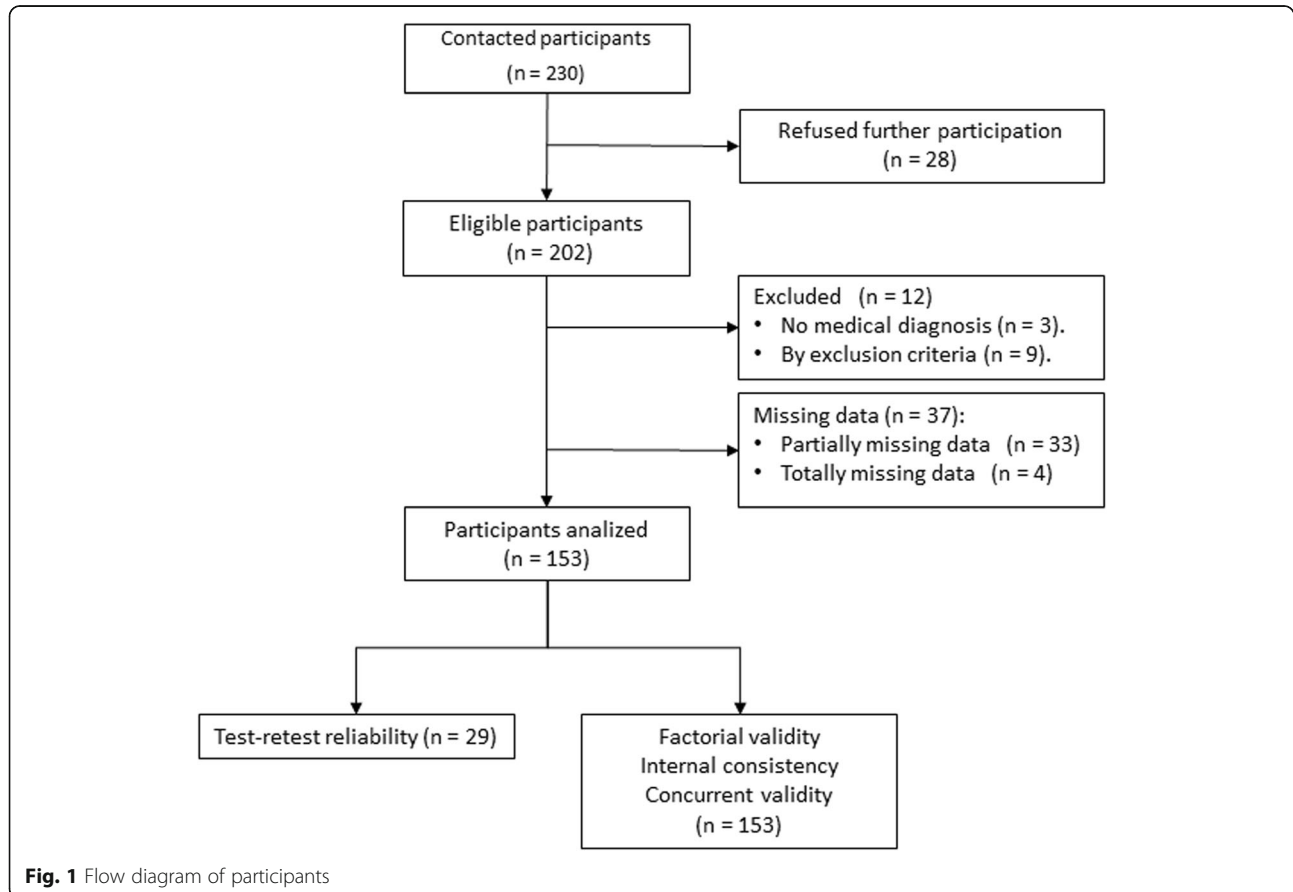 Contacted participants
(n = 230)
Refused further participation
(n = 28)
Eligible participants
(n = 202)
Excluded (n = 12)
• No medical diagnosis (n = 3).
• By exclusion criteria (n = 9).
Missing data (n = 37):
• Partially missing data (n = 33)
• Totally missing data (n = 4)
Participants analized
(n = 153)
Test-retest reliability (n = 29)
Factorial validity
Internal consistency
Concurrent validity
(n = 153)
Fig. 1 Flow diagram of participants